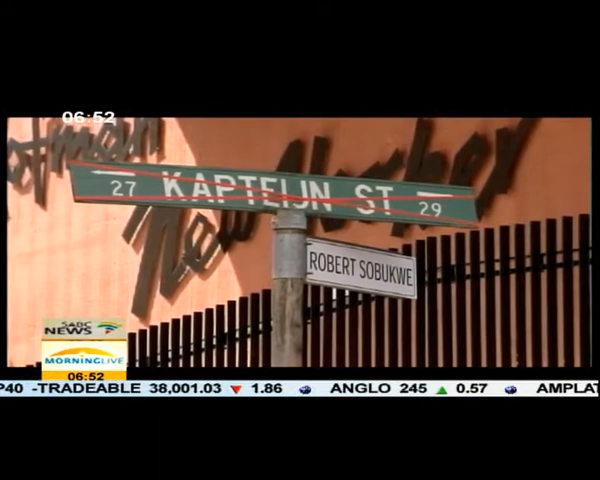 06:52
27 KAPTEIJN ST 29
ROBERT SOBUKWE
SABC
NEWS
MORNINGLIVE
06:52
P40 -TRADEABLE 38,001.03 ▼ 1.86 ANGLO 245 ▲ 0.57 AMPLAT